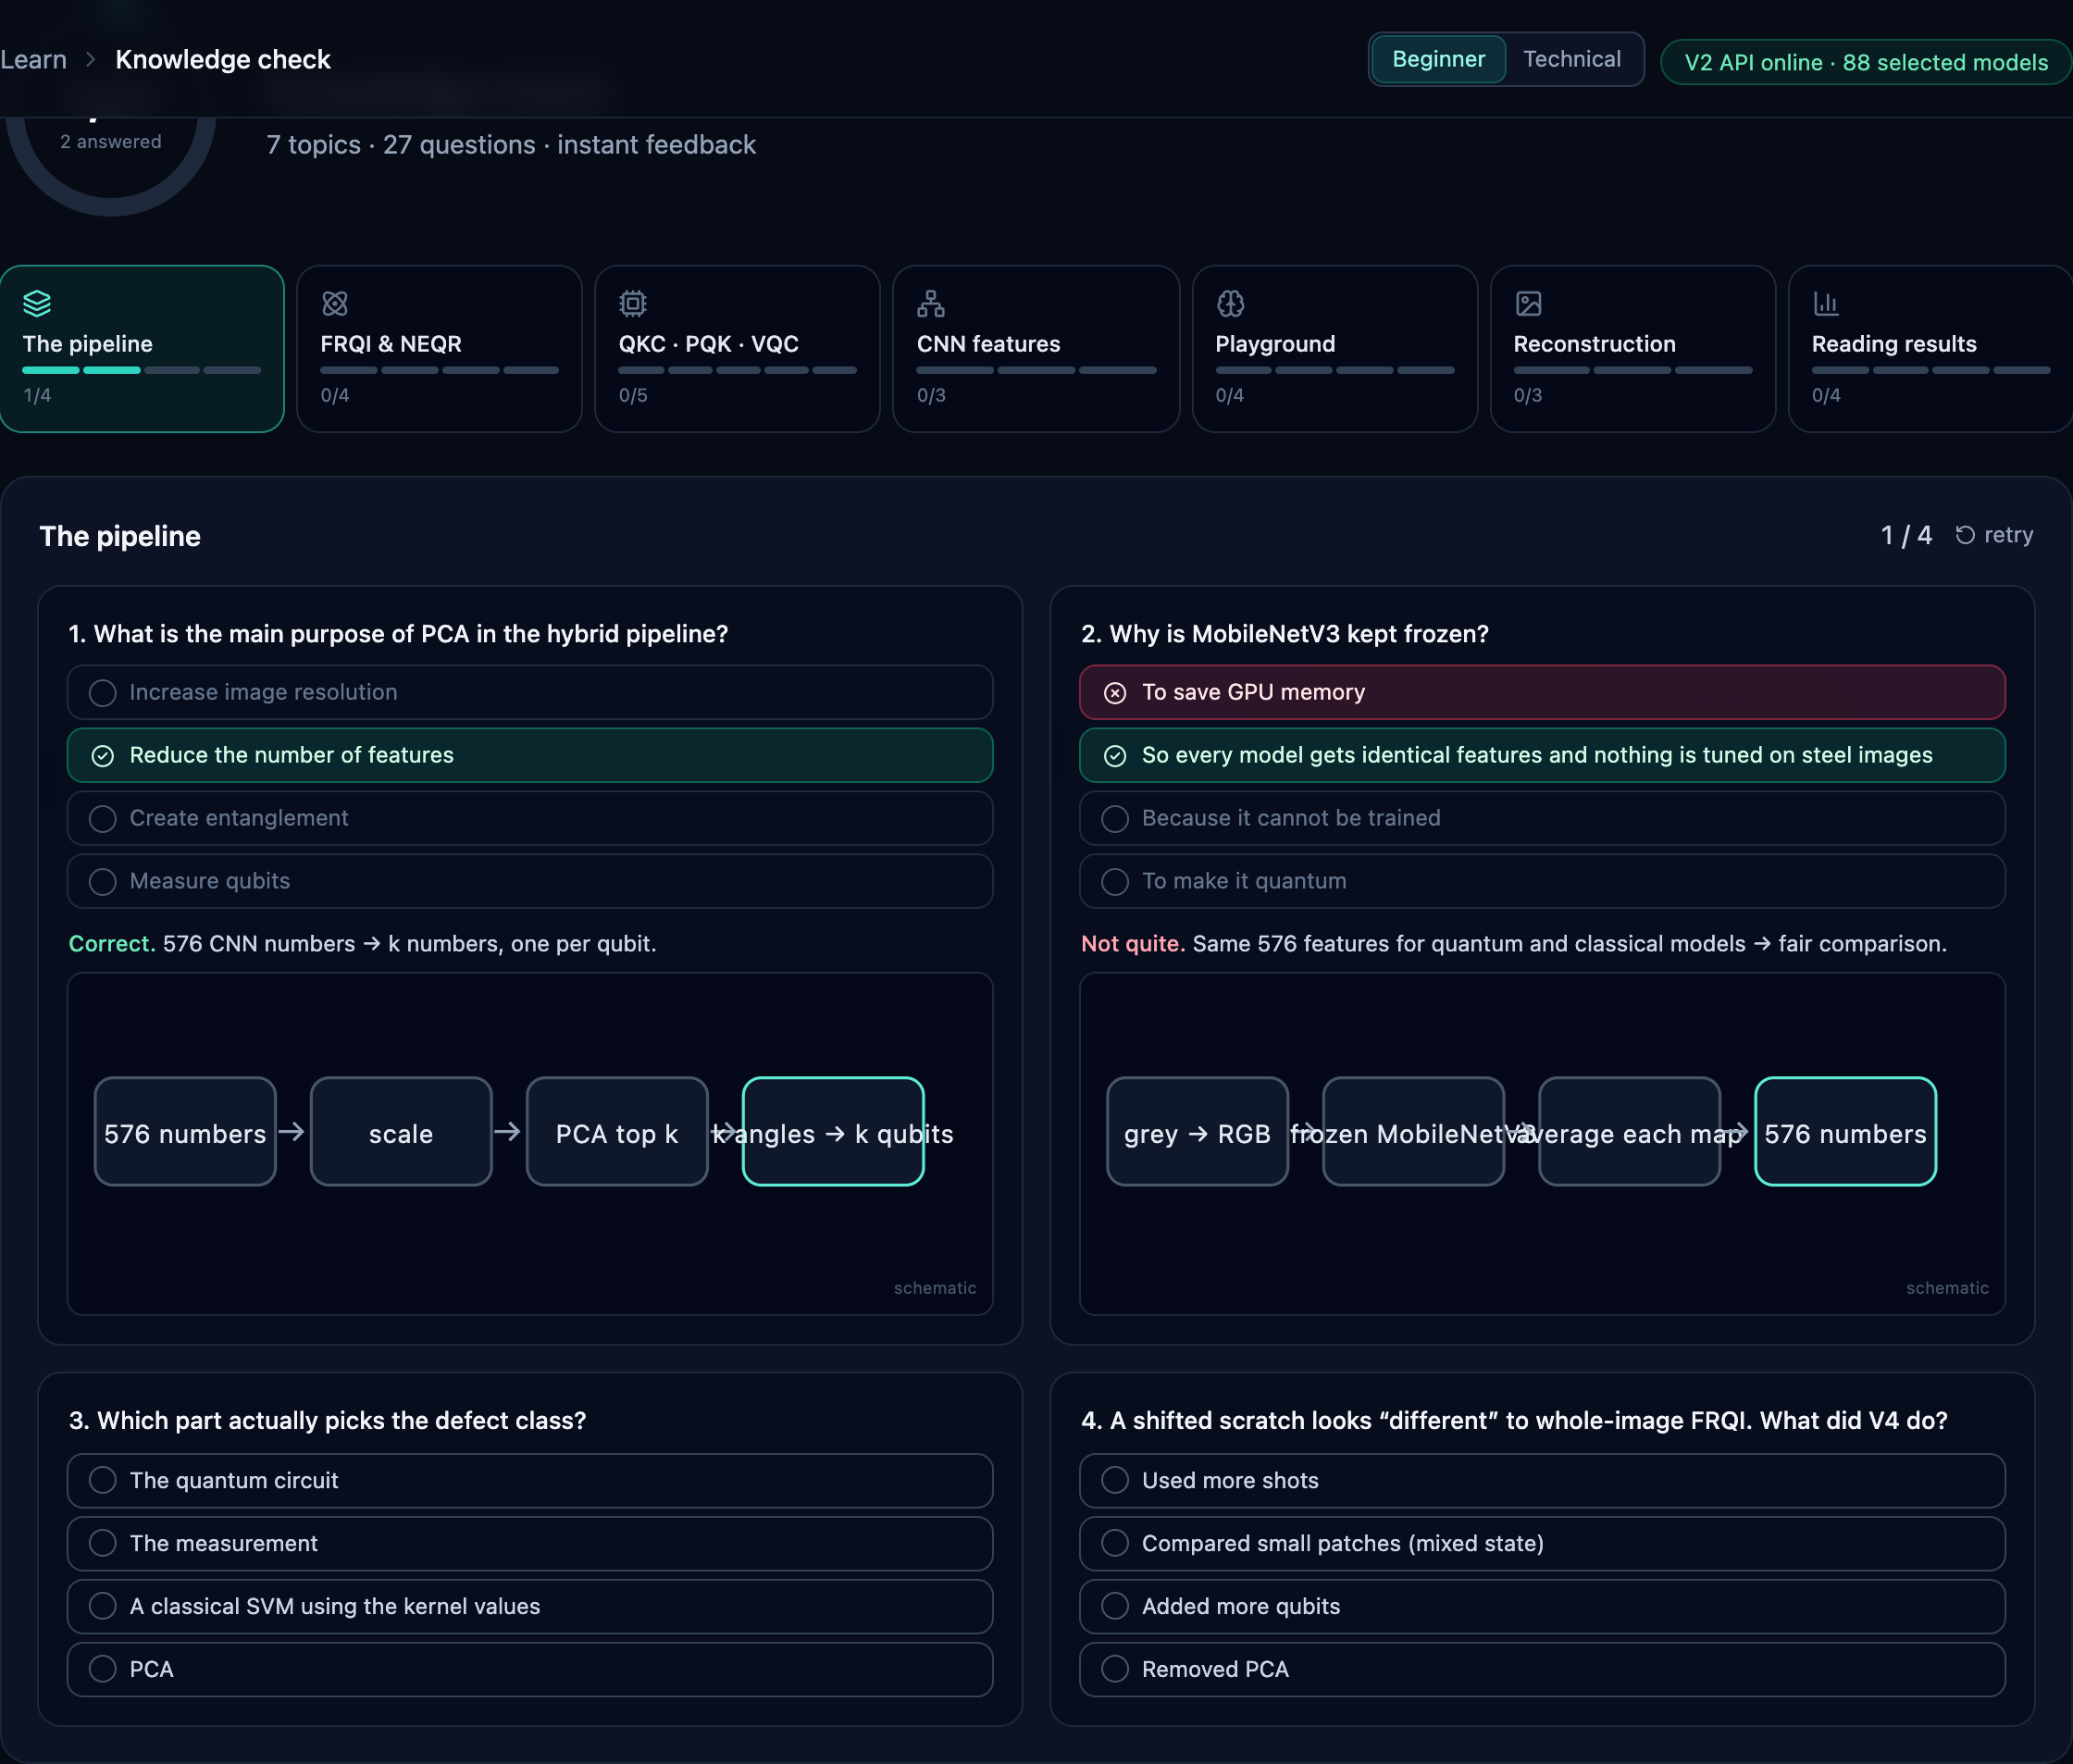 Learn > Knowledge check
Beginner Technical
V2 API online · 88 selected models
2 answered
7 topics · 27 questions · instant feedback
The pipeline
1/4
FRQI & NEQR
0/4
QKC · PQK · VQC
0/5
CNN features
0/3
Playground
0/4
Reconstruction
0/3
Reading results
0/4
The pipeline
1 / 4 retry
1. What is the main purpose of PCA in the hybrid pipeline?
Increase image resolution
Reduce the number of features
Create entanglement
Measure qubits
Correct. 576 CNN numbers → k numbers, one per qubit.
576 numbers → scale → PCA top k → k angles → k qubits
schematic
2. Why is MobileNetV3 kept frozen?
To save GPU memory
So every model gets identical features and nothing is tuned on steel images
Because it cannot be trained
To make it quantum
Not quite. Same 576 features for quantum and classical models → fair comparison.
grey → RGB → frozen MobileNetV3 → average each map → 576 numbers
schematic
3. Which part actually picks the defect class?
The quantum circuit
The measurement
A classical SVM using the kernel values
PCA
4. A shifted scratch looks “different” to whole-image FRQI. What did V4 do?
Used more shots
Compared small patches (mixed state)
Added more qubits
Removed PCA